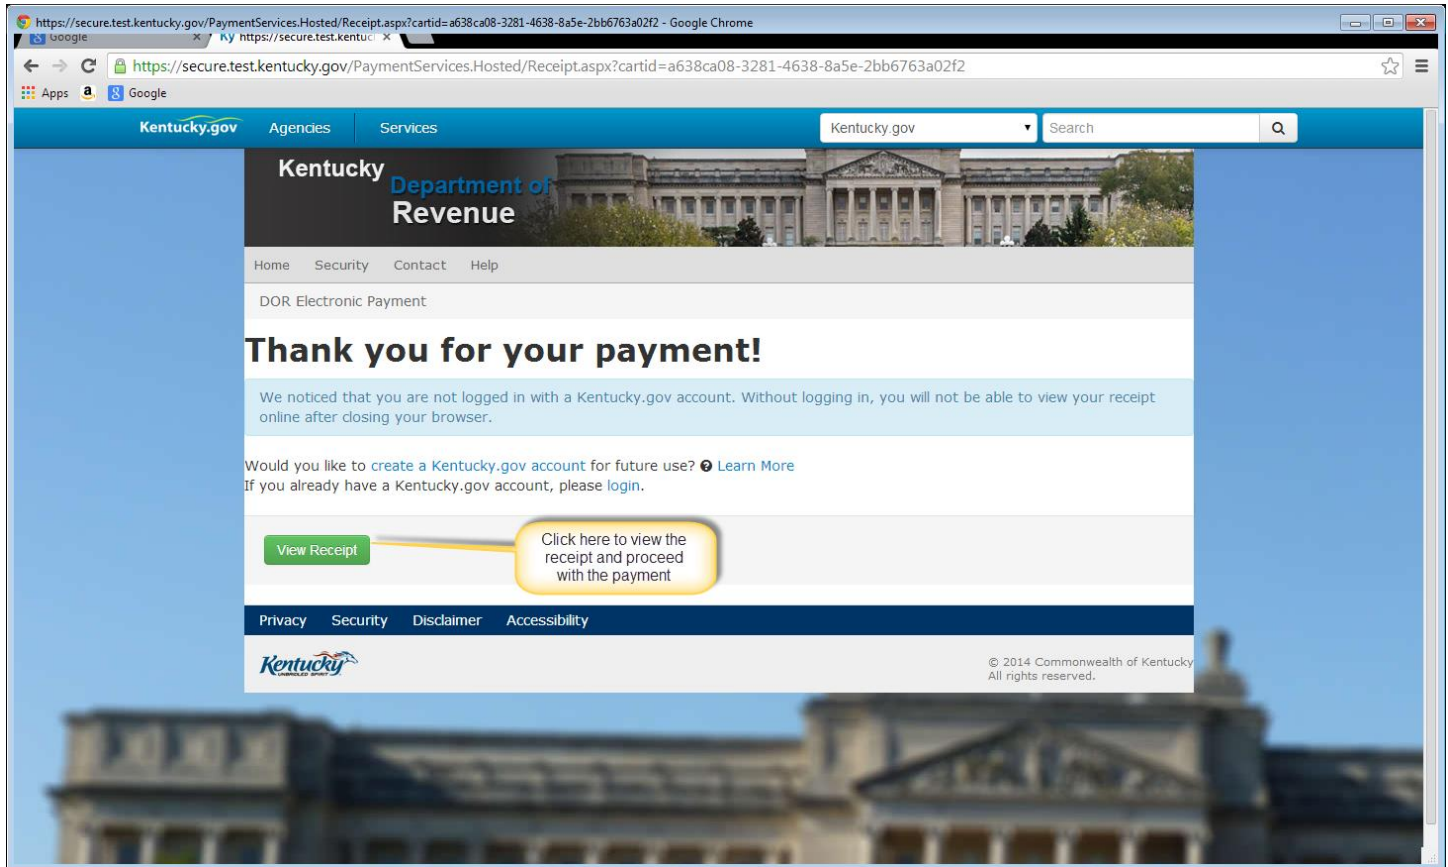 https://secure.test.kentucky.gov/PaymentServices.Hosted/Receipt.aspx?cartid=a638ca08-3281-4638-8a5e-2bb6763a02f2 - Google Chrome
Google × Ky https://secure.test.kentuc ×
https://secure.test.kentucky.gov/PaymentServices.Hosted/Receipt.aspx?cartid=a638ca08-3281-4638-8a5e-2bb6763a02f2
Apps a Google
Kentucky.gov Agencies Services Kentucky.gov Search
Kentucky
Department of
Revenue
Home Security Contact Help
DOR Electronic Payment
Thank you for your payment!
We noticed that you are not logged in with a Kentucky.gov account. Without logging in, you will not be able to view your receipt
online after closing your browser.
Would you like to create a Kentucky.gov account for future use? Learn More
If you already have a Kentucky.gov account, please login.
View Receipt
Click here to view the
receipt and proceed
with the payment
Privacy Security Disclaimer Accessibility
Kentucky
UNBRIDLED SPIRIT
© 2014 Commonwealth of Kentucky
All rights reserved.